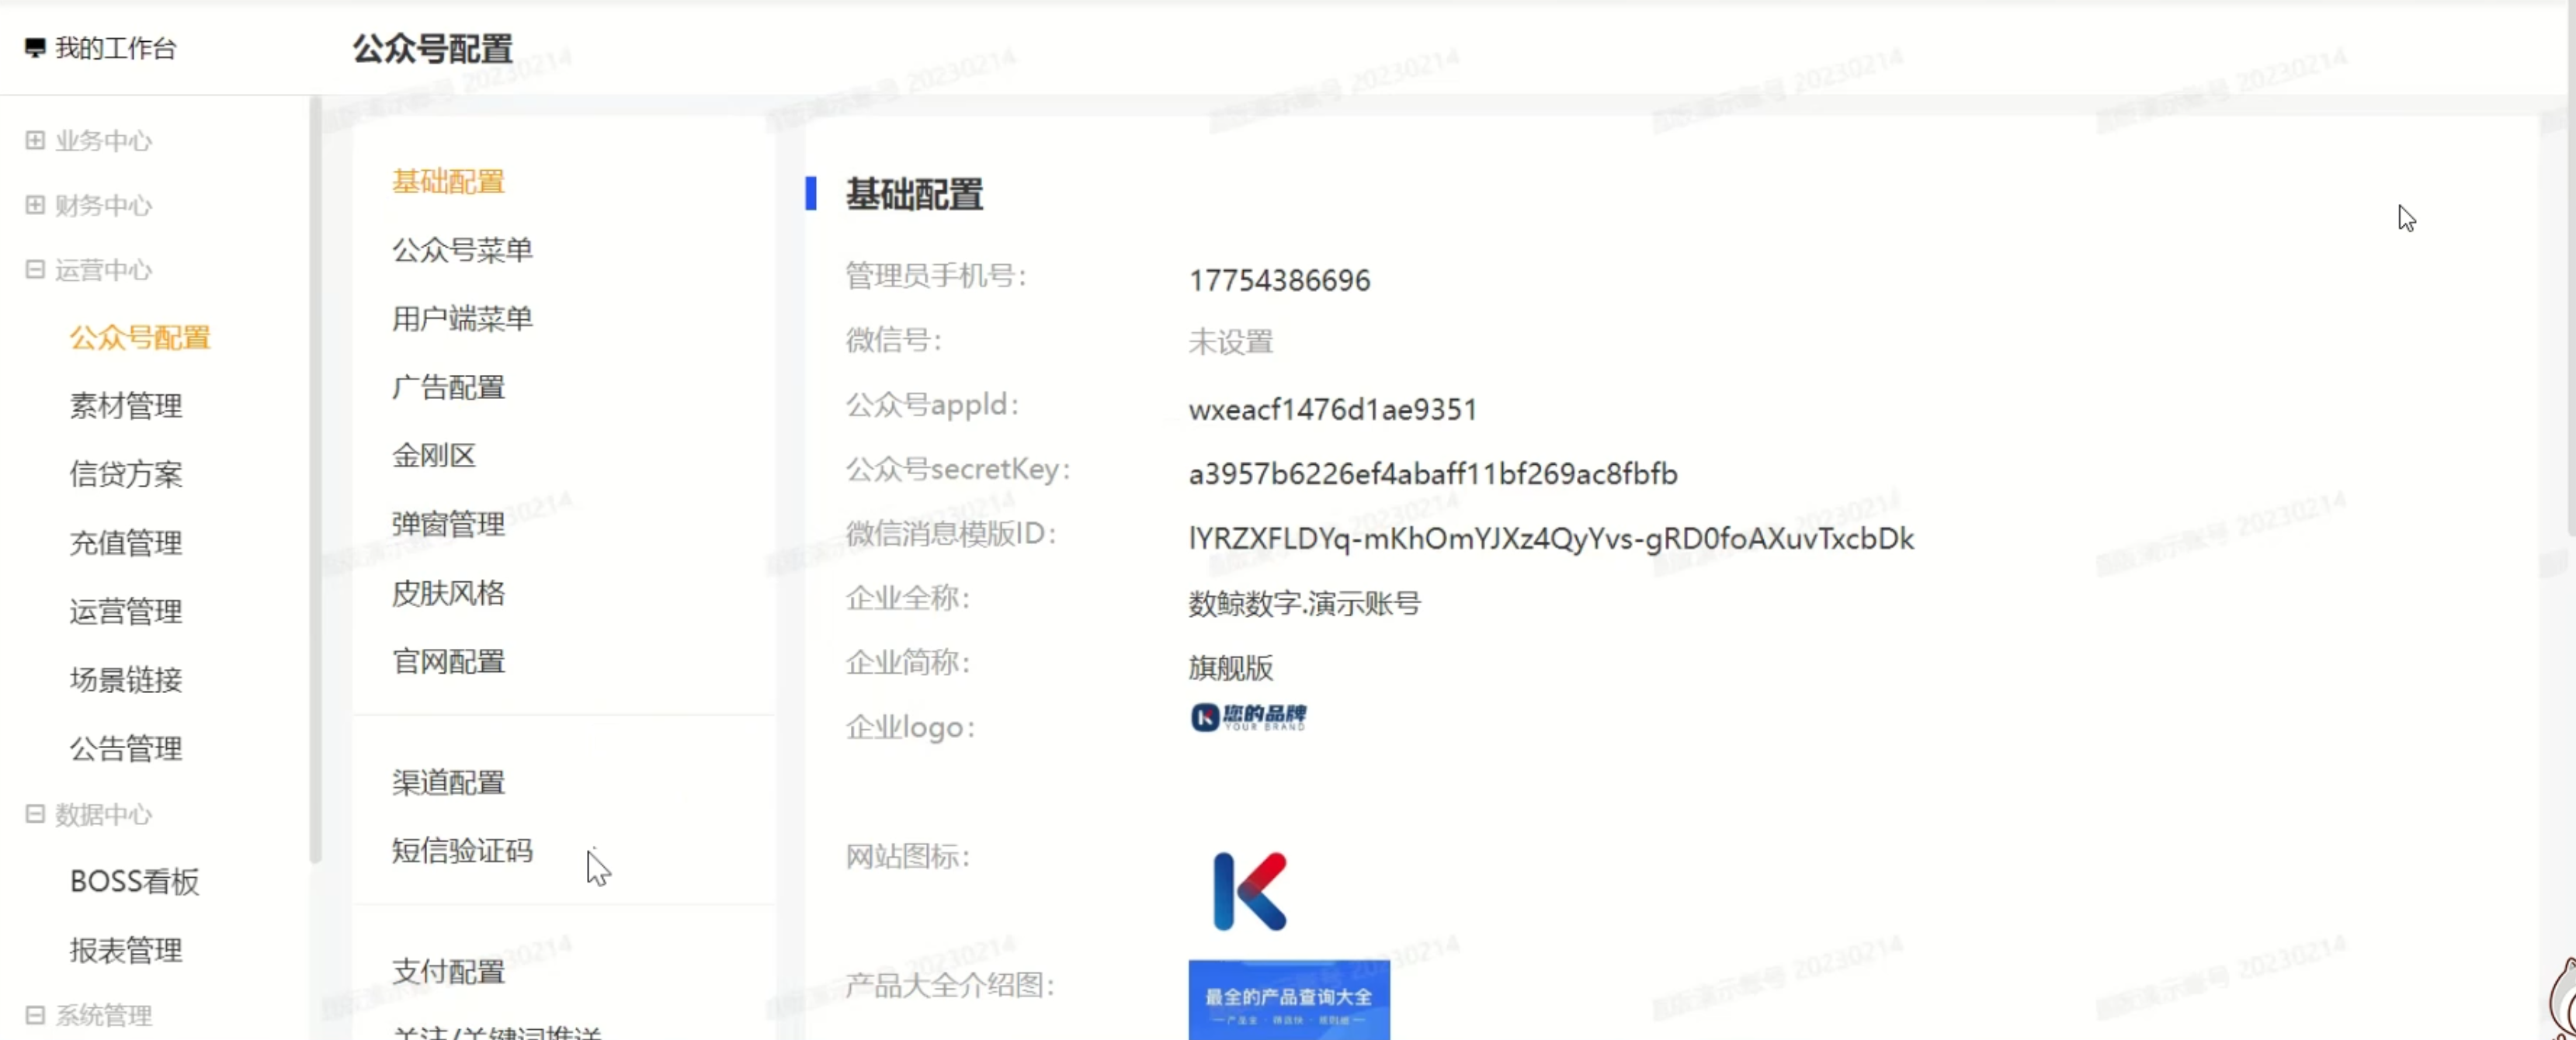 我的工作台
公众号配置
业务中心
财务中心
运营中心
公众号配置
素材管理
信贷方案
充值管理
运营管理
场景链接
公告管理
数据中心
BOSS看板
报表管理
系统管理
基础配置
公众号菜单
用户端菜单
广告配置
金刚区
弹窗管理
皮肤风格
官网配置
渠道配置
短信验证码
支付配置
关注/关键词推送
基础配置
管理员手机号: 17754386696
微信号: 未设置
公众号appId: wxeacf1476d1ae9351
公众号secretKey: a3957b6226ef4abaff11bf269ac8fbfb
微信消息模版ID: lYRZXFLDYq-mKhOmYJXz4QyYvs-gRD0foAXuvTxcbDk
企业全称: 数鲸数字.演示账号
企业简称: 旗舰版
企业logo: 您的品牌
YOUR BRAND
网站图标:
产品大全介绍图: 最全的产品查询大全